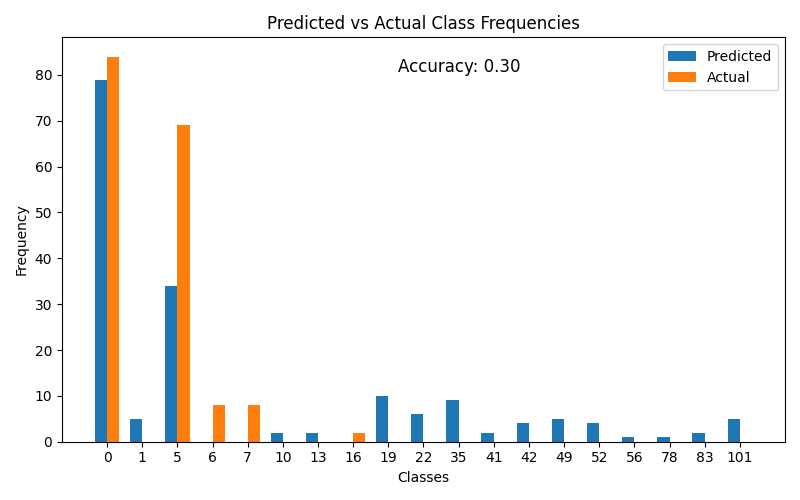 Predicted vs Actual Class Frequencies
Accuracy: 0.30
Predicted
Actual
Frequency
80
70
60
50
40
30
20
10
0
0 1 5 6 7 10 13 16 19 22 35 41 42 49 52 56 78 83 101
Classes